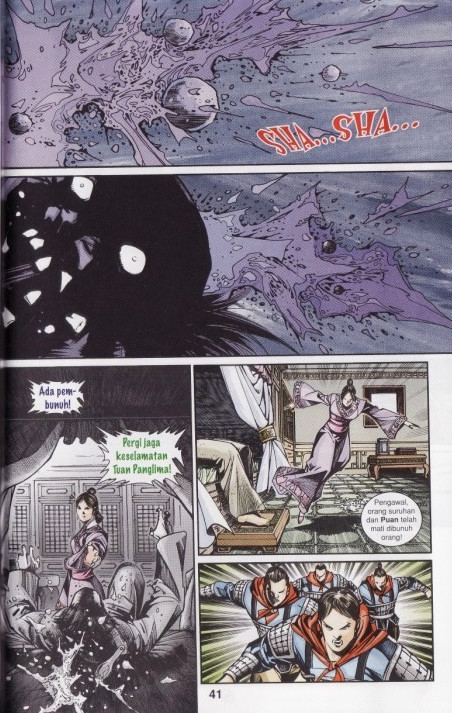 SHA...SHA...
Ada pem-
bunuh!
Pergi jaga
keselamatan
Tuan Panglima!
Pengawal,
orang suruhan
dan Puan telah
mati dibunuh
orang!
41